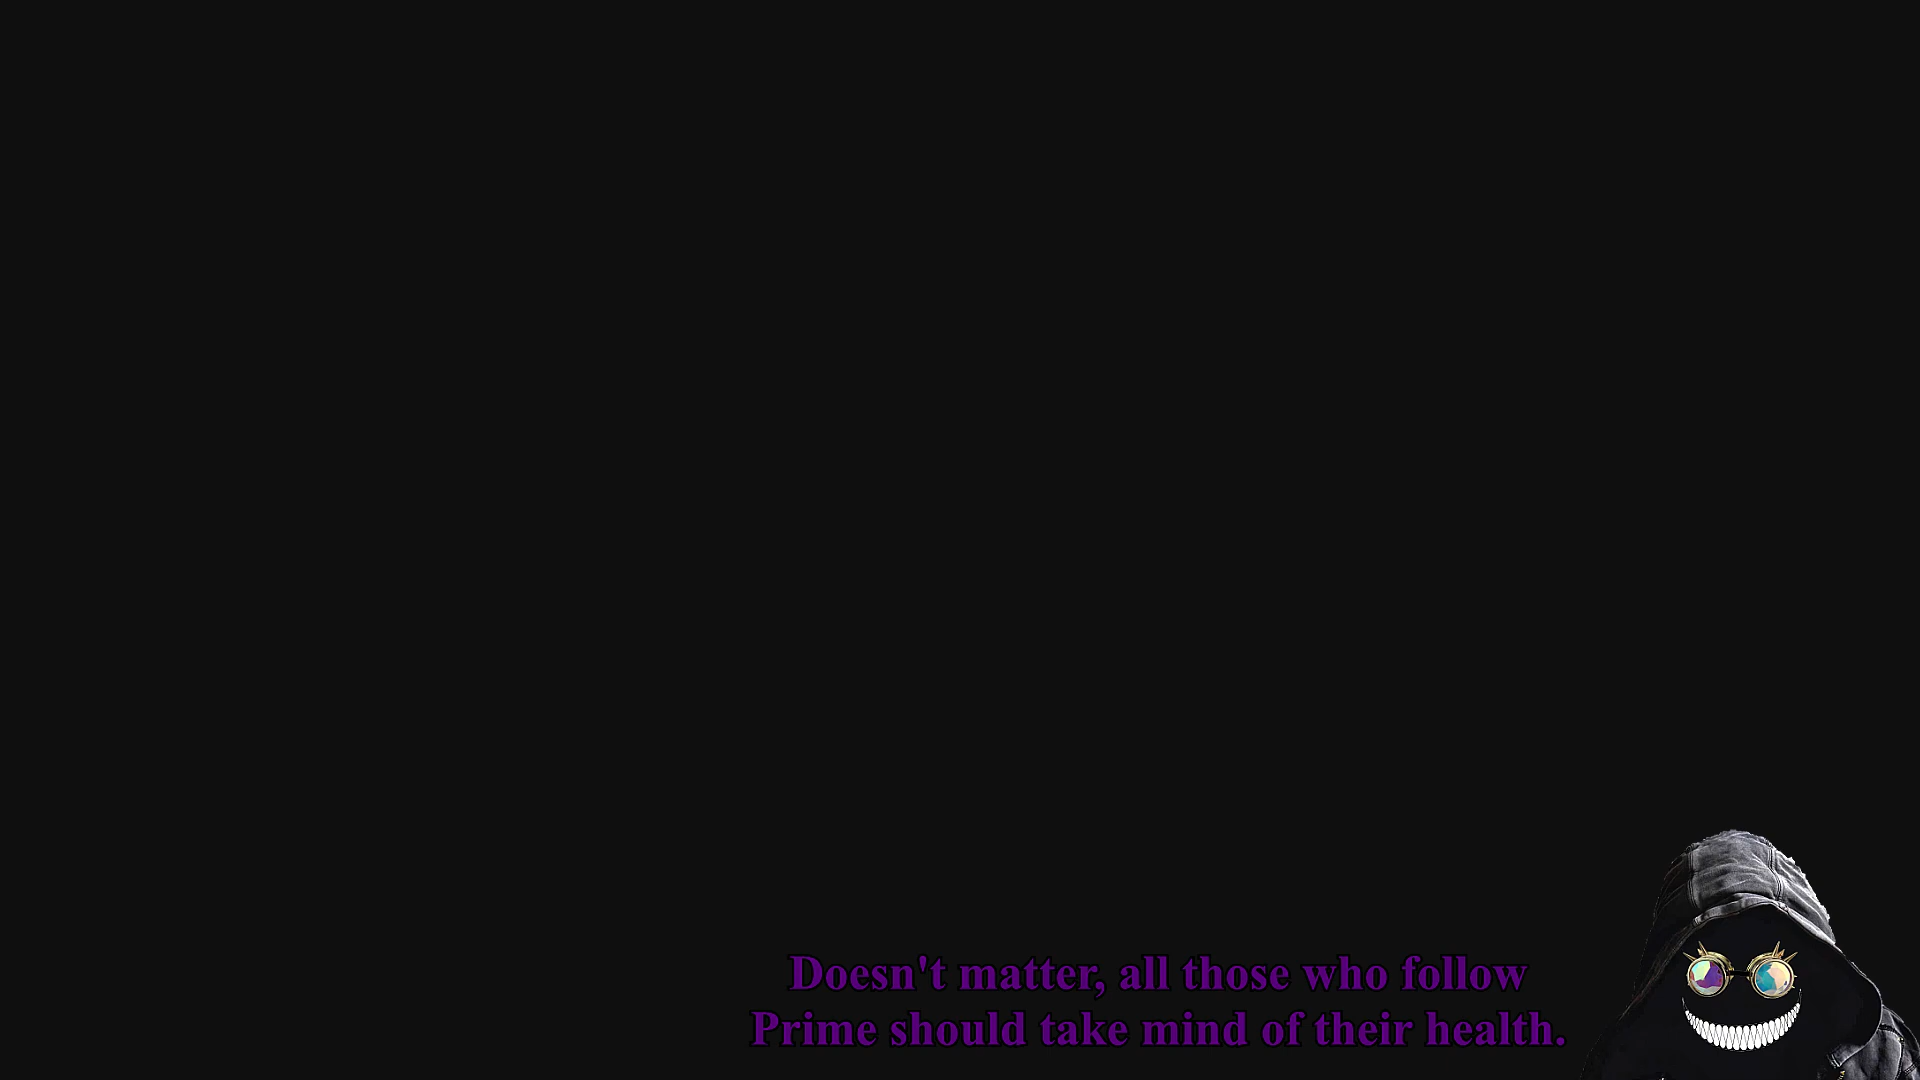 Doesn't matter, all those who follow
Prime should take mind of their health.